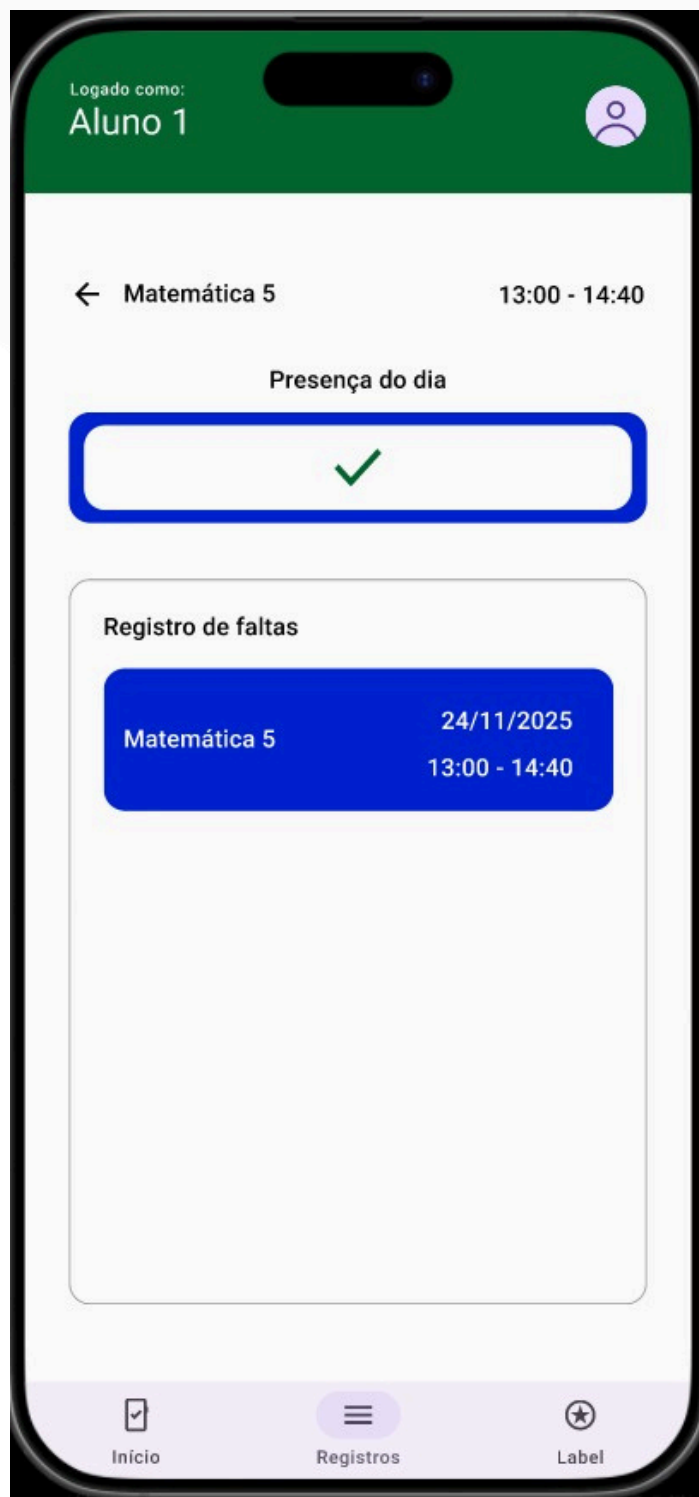 Logado como:
Aluno 1
Matemática 5
13:00 - 14:40
Presença do dia
Registro de faltas
Matemática 5
24/11/2025
13:00 - 14:40
Início
Registros
Label